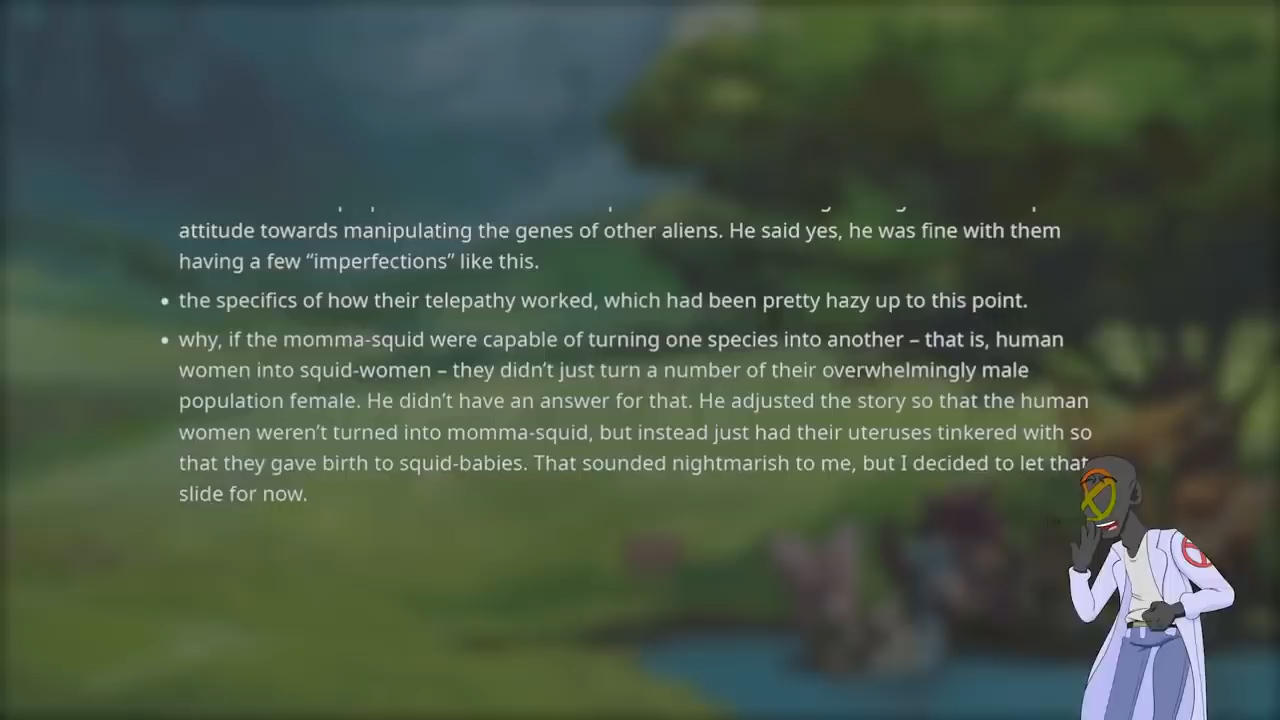 attitude towards manipulating the genes of other aliens. He said yes, he was fine with them
having a few “imperfections” like this.
• the specifics of how their telepathy worked, which had been pretty hazy up to this point.
• why, if the momma-squid were capable of turning one species into another – that is, human
women into squid-women – they didn’t just turn a number of their overwhelmingly male
population female. He didn’t have an answer for that. He adjusted the story so that the human
women weren’t turned into momma-squid, but instead just had their uteruses tinkered with so
that they gave birth to squid-babies. That sounded nightmarish to me, but I decided to let that
slide for now.